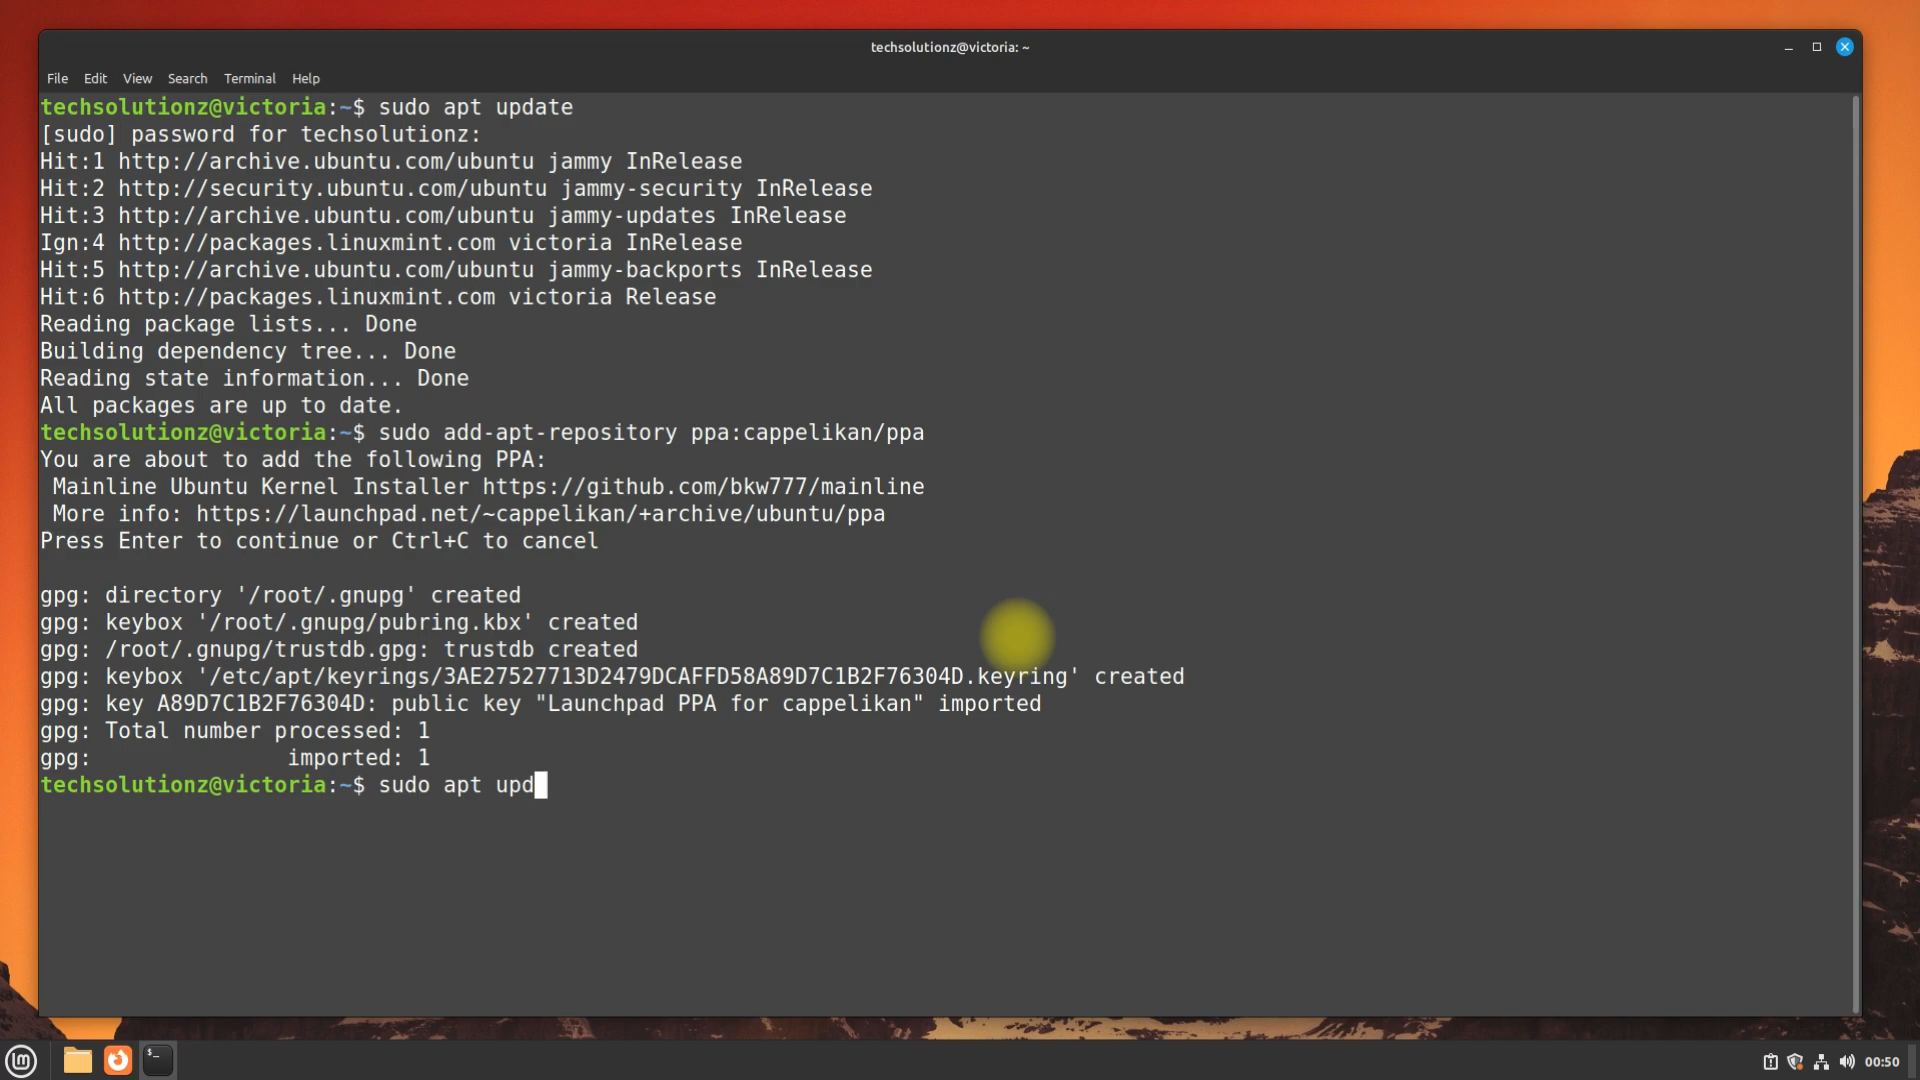 techsolutionz@victoria: ~
File Edit View Search Terminal Help
techsolutionz@victoria:~$ sudo apt update
[sudo] password for techsolutionz:
Hit:1 http://archive.ubuntu.com/ubuntu jammy InRelease
Hit:2 http://security.ubuntu.com/ubuntu jammy-security InRelease
Hit:3 http://archive.ubuntu.com/ubuntu jammy-updates InRelease
Ign:4 http://packages.linuxmint.com victoria InRelease
Hit:5 http://archive.ubuntu.com/ubuntu jammy-backports InRelease
Hit:6 http://packages.linuxmint.com victoria Release
Reading package lists... Done
Building dependency tree... Done
Reading state information... Done
All packages are up to date.
techsolutionz@victoria:~$ sudo add-apt-repository ppa:cappelikan/ppa
You are about to add the following PPA:
 Mainline Ubuntu Kernel Installer https://github.com/bkw777/mainline
 More info: https://launchpad.net/~cappelikan/+archive/ubuntu/ppa
Press Enter to continue or Ctrl+C to cancel
gpg: directory '/root/.gnupg' created
gpg: keybox '/root/.gnupg/pubring.kbx' created
gpg: /root/.gnupg/trustdb.gpg: trustdb created
gpg: keybox '/etc/apt/keyrings/3AE27527713D2479DCAFFD58A89D7C1B2F76304D.keyring' created
gpg: key A89D7C1B2F76304D: public key "Launchpad PPA for cappelikan" imported
gpg: Total number processed: 1
gpg:               imported: 1
techsolutionz@victoria:~$ sudo apt upd
00:50